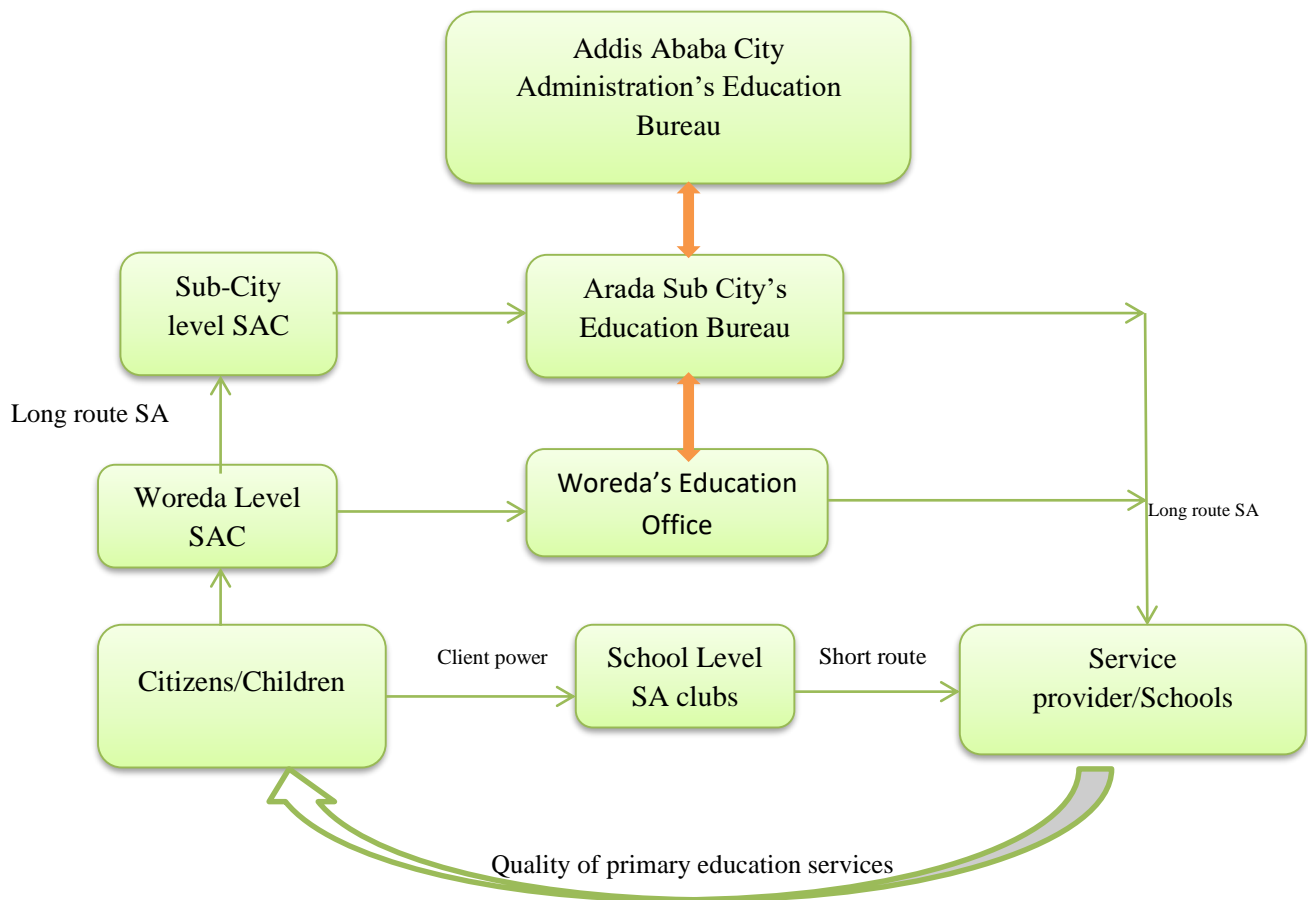 Addis Ababa City
Administration’s Education
Bureau
Sub-City
level SAC
Arada Sub City’s
Education Bureau
Long route SA
Woreda Level
SAC
Woreda’s Education
Office
Long route SA
Citizens/Children
Client power
School Level
SA clubs
Short route
Service
provider/Schools
Quality of primary education services